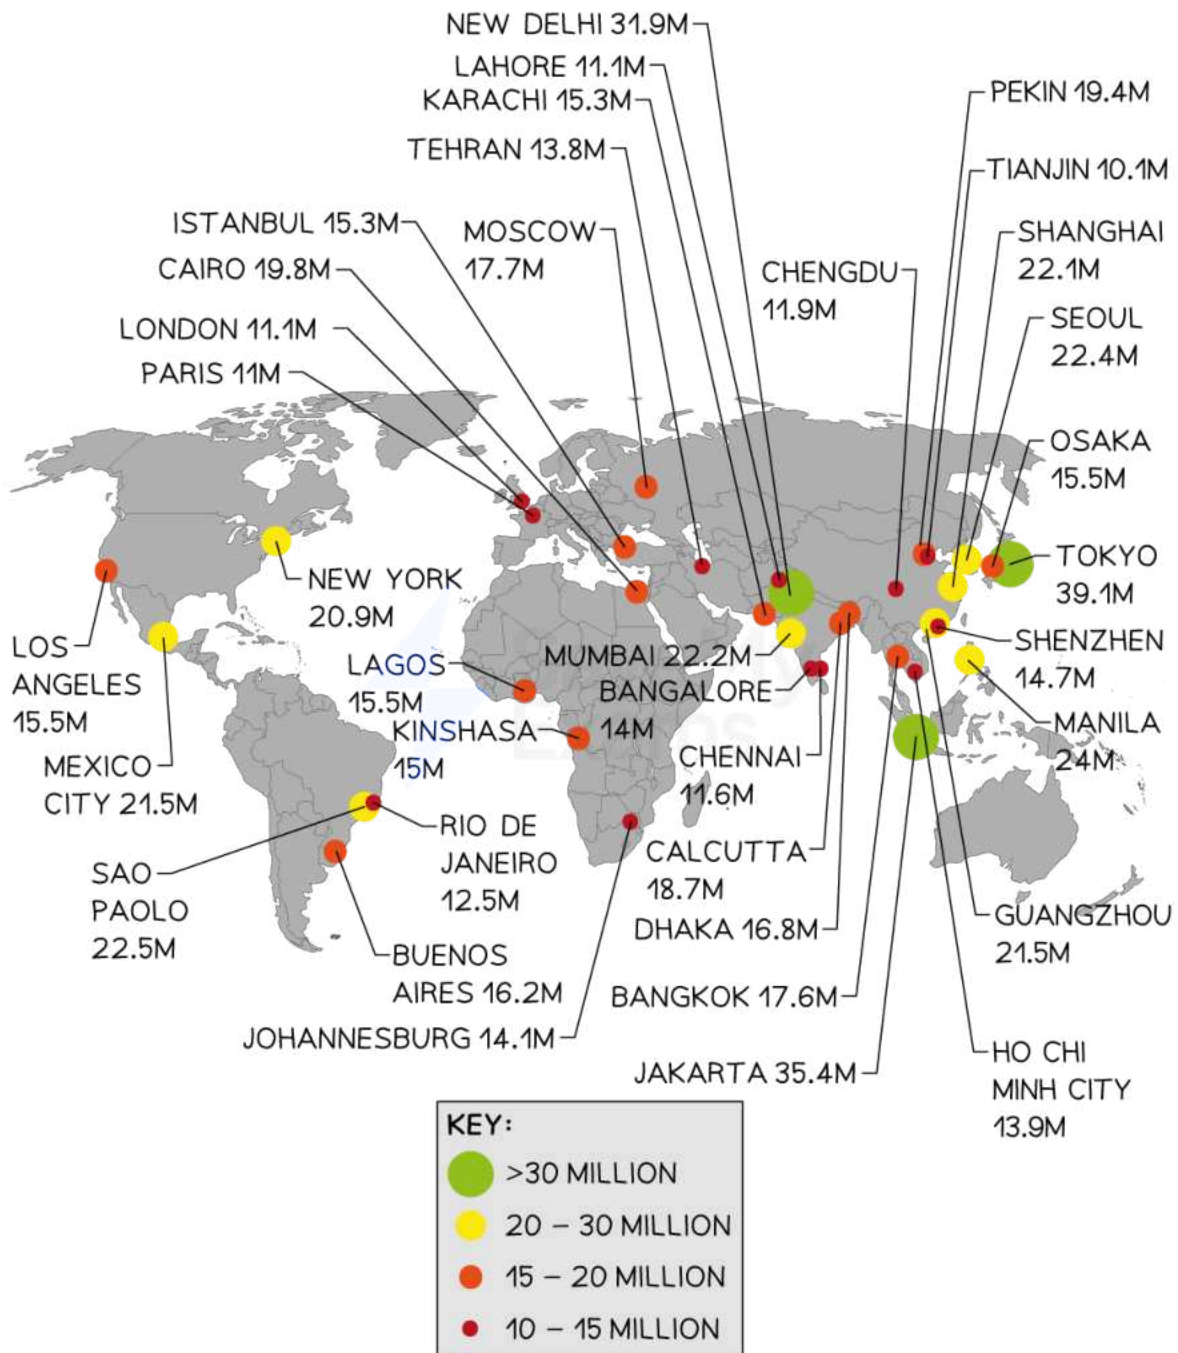 NEW DELHI 31.9M
LAHORE 11.1M
KARACHI 15.3M
TEHRAN 13.8M
PEKIN 19.4M
TIANJIN 10.1M
ISTANBUL 15.3M
MOSCOW
17.7M
SHANGHAI
22.1M
CAIRO 19.8M
CHENGDU
11.9M
LONDON 11.1M
SEOUL
22.4M
PARIS 11M
OSAKA
15.5M
TOKYO
39.1M
NEW YORK
20.9M
LOS
ANGELES
15.5M
LAGOS
15.5M
MUMBAI 22.2M
SHENZHEN
14.7M
BANGALORE
14M
KINSHASA
15M
MANILA
24M
MEXICO
CITY 21.5M
CHENNAI
11.6M
RIO DE
JANEIRO
12.5M
CALCUTTA
18.7M
SAO
PAOLO
22.5M
DHAKA 16.8M
GUANGZHOU
21.5M
BUENOS
AIRES 16.2M
BANGKOK 17.6M
JOHANNESBURG 14.1M
HO CHI
MINH CITY
13.9M
JAKARTA 35.4M
KEY:
>30 MILLION
20 – 30 MILLION
15 – 20 MILLION
10 – 15 MILLION